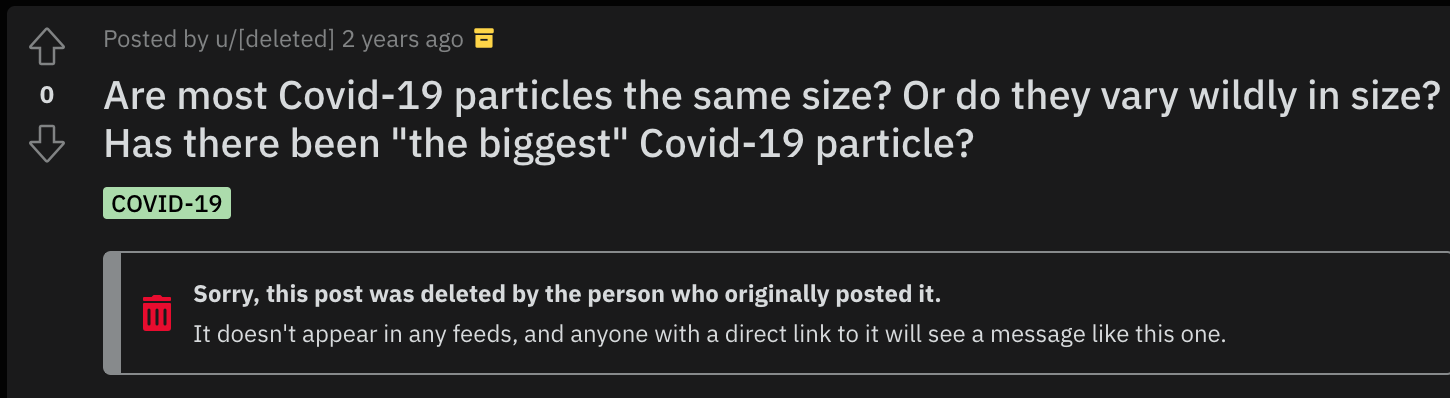 Posted by u/[deleted] 2 years ago
0
Are most Covid-19 particles the same size? Or do they vary wildly in size?
Has there been "the biggest" Covid-19 particle?
COVID-19
Sorry, this post was deleted by the person who originally posted it.
It doesn't appear in any feeds, and anyone with a direct link to it will see a message like this one.